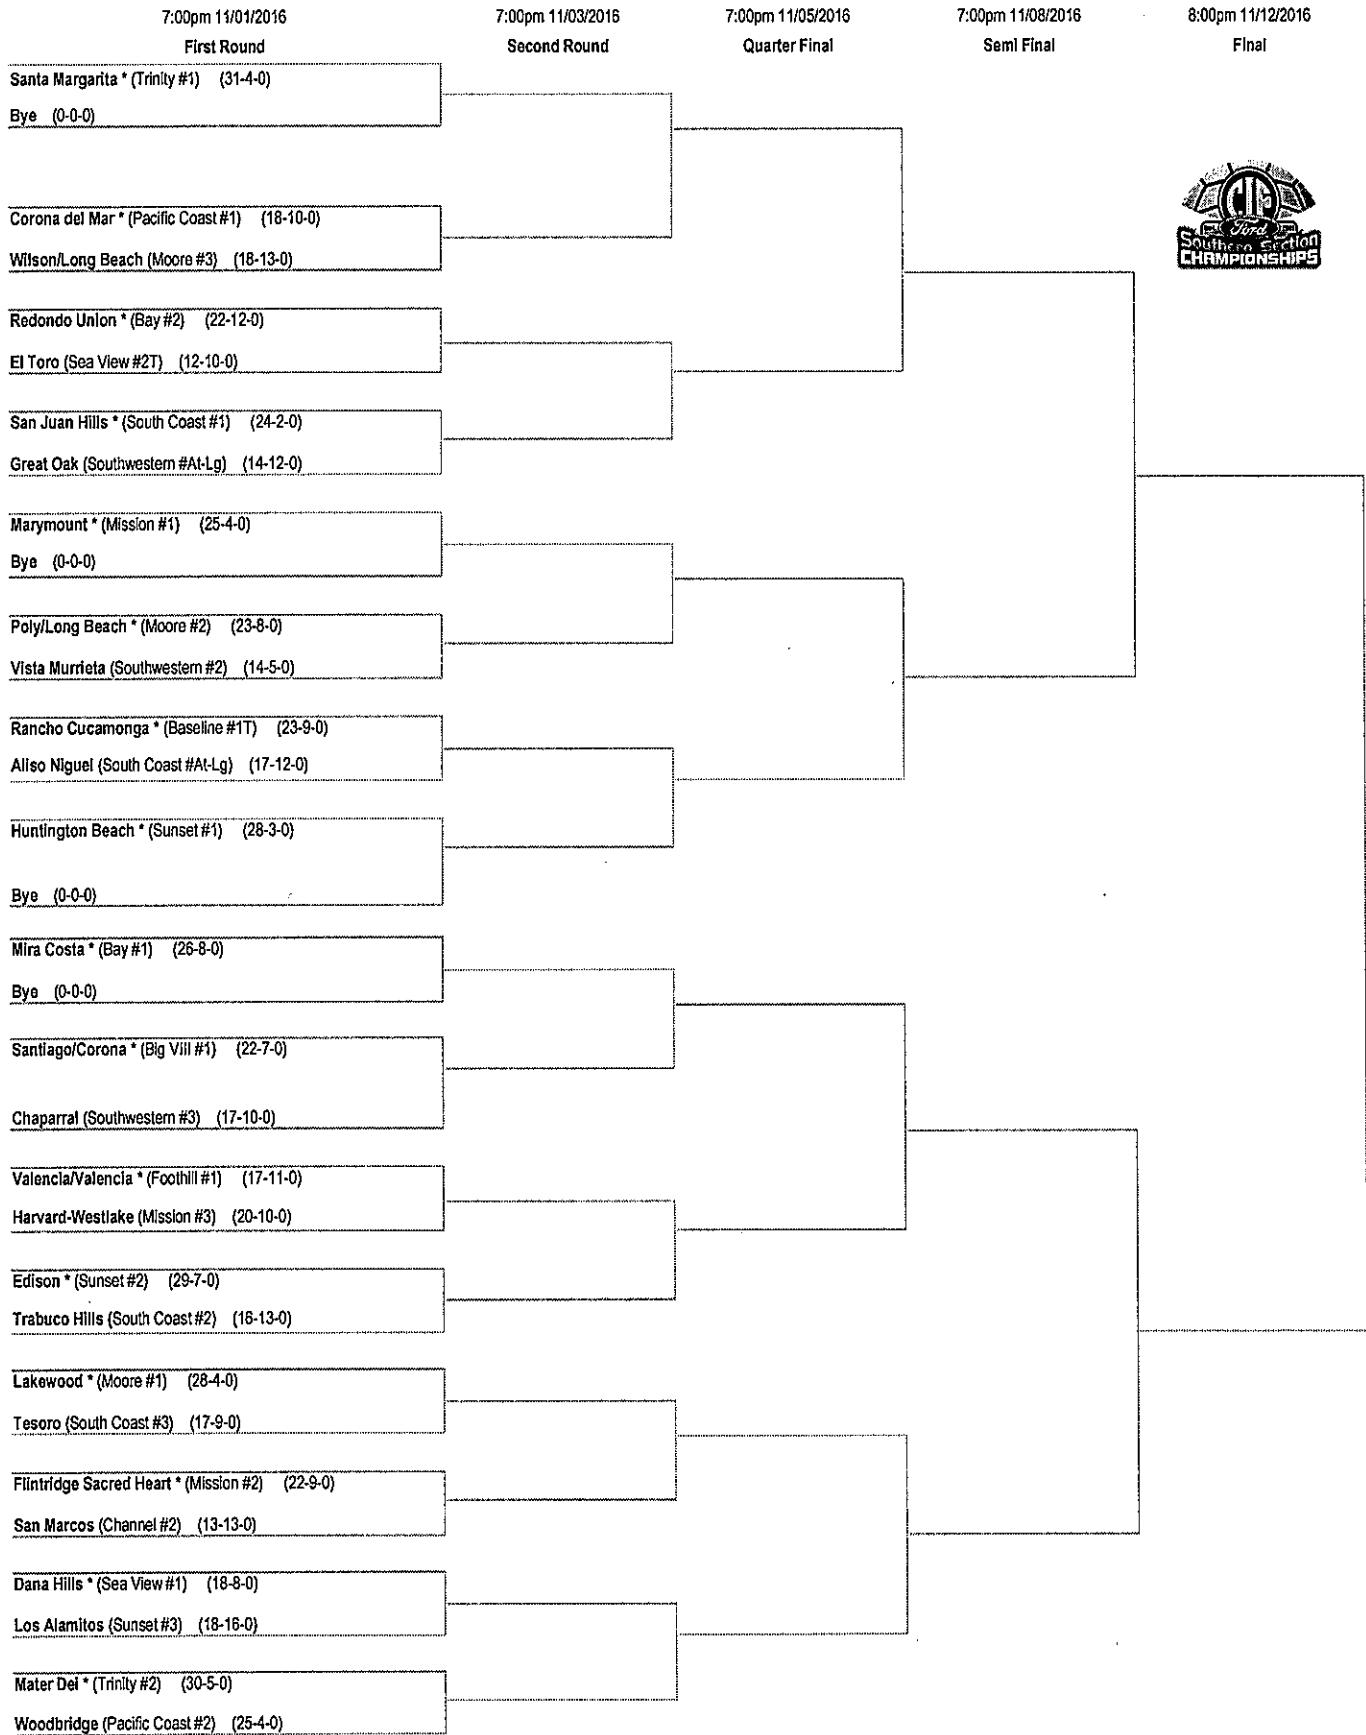 7:00pm 11/01/2016 7:00pm 11/03/2016 7:00pm 11/05/2016 7:00pm 11/08/2016 8:00pm 11/12/2016
First Round Second Round Quarter Final Semi Final Final
Santa Margarita * (Trinity #1) (31-4-0)
Bye (0-0-0)
CIF
Ford
Southern Section
CHAMPIONSHIPS
Corona del Mar * (Pacific Coast #1) (18-10-0)
Wilson/Long Beach (Moore #3) (18-13-0)
Redondo Union * (Bay #2) (22-12-0)
El Toro (Sea View #2T) (12-10-0)
San Juan Hills * (South Coast #1) (24-2-0)
Great Oak (Southwestern #At-Lg) (14-12-0)
Marymount * (Mission #1) (25-4-0)
Bye (0-0-0)
Poly/Long Beach * (Moore #2) (23-8-0)
Vista Murrieta (Southwestern #2) (14-5-0)
Rancho Cucamonga * (Baseline #1T) (23-9-0)
Aliso Niguel (South Coast #At-Lg) (17-12-0)
Huntington Beach * (Sunset #1) (28-3-0)
Bye (0-0-0)
Mira Costa * (Bay #1) (26-8-0)
Bye (0-0-0)
Santiago/Corona * (Big VIII #1) (22-7-0)
Chaparral (Southwestern #3) (17-10-0)
Valencia/Valencia * (Foothill #1) (17-11-0)
Harvard-Westlake (Mission #3) (20-10-0)
Edison * (Sunset #2) (29-7-0)
Trabuco Hills (South Coast #2) (16-13-0)
Lakewood * (Moore #1) (28-4-0)
Tesoro (South Coast #3) (17-9-0)
Flintridge Sacred Heart * (Mission #2) (22-9-0)
San Marcos (Channel #2) (13-13-0)
Dana Hills * (Sea View #1) (18-8-0)
Los Alamitos (Sunset #3) (18-16-0)
Mater Dei * (Trinity #2) (30-5-0)
Woodbridge (Pacific Coast #2) (25-4-0)